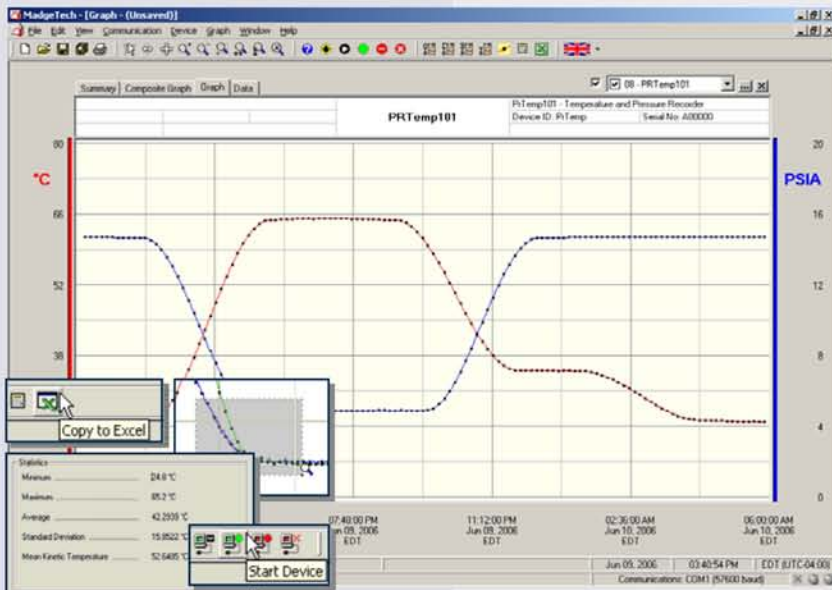 MadgeTech - [Graph - (Unsaved)]
File Edit View Communication Device Graph Window Help
Summary Composite Graph Graph Data
08 - PRTemp101
PRTemp101
PRTemp101 - Temperature and Pressure Recorder
Device ID: PRTemp Serial No: A00000
80
20
°C
PSIA
66
16
52
12
38
8
4
0
Copy to Excel
Statistics
Minimum 24.8 °C
Maximum 65.2 °C
Average 42.2939 °C
Standard Deviation 15.8522 °C
Mean Kinetic Temperature 52.6485 °C
Start Device
07:48:00 PM 11:12:00 PM 02:36:00 AM 06:00:00 AM
Jun 09, 2006 Jun 09, 2006 Jun 10, 2006 Jun 10, 2006
EDT EDT EDT EDT
Jun 09, 2006 03:40:54 PM EDT (UTC-04:00)
Communications: COM1 (57600 baud)